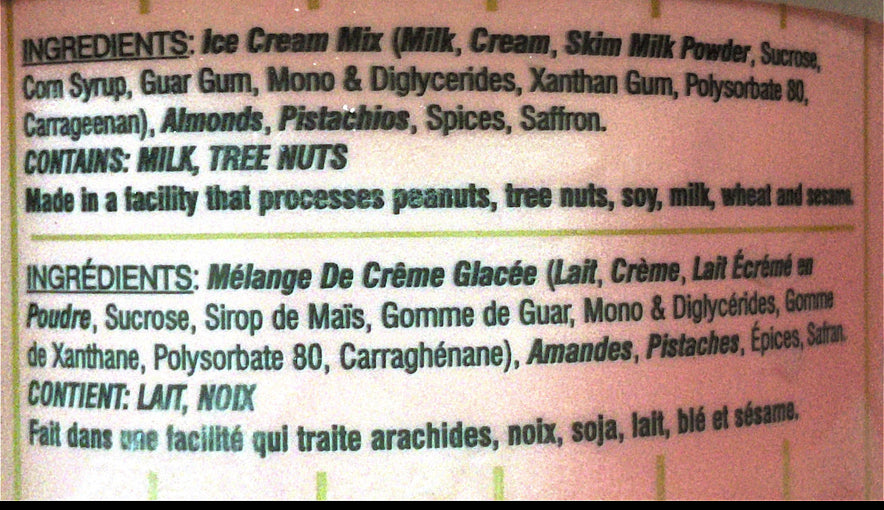 INGREDIENTS: Ice Cream Mix (Milk, Cream, Skim Milk Powder, Sucrose,
Corn Syrup, Guar Gum, Mono & Diglycerides, Xanthan Gum, Polysorbate 80,
Carrageenan), Almonds, Pistachios, Spices, Saffron.
CONTAINS: MILK, TREE NUTS
Made in a facility that processes peanuts, tree nuts, soy, milk, wheat and sesame.
INGRÉDIENTS: Mélange De Crême Glacée (Lait, Crème, Lait Écrémé en
Poudre, Sucrose, Sirop de Maïs, Gomme de Guar, Mono & Diglycérides, Gomme
de Xanthane, Polysorbate 80, Carraghénane), Amandes, Pistaches, Épices, Safran.
CONTIENT: LAIT, NOIX
Fait dans une facilité qui traite arachides, noix, soja, lait, blé et sésame.